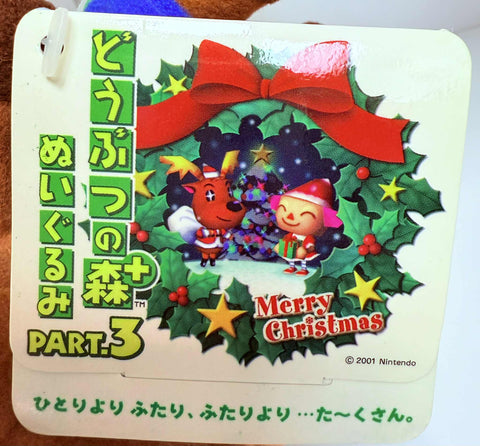 どうぶつの森+™
ぬいぐるみ
PART.3
Merry
Christmas
© 2001 Nintendo
ひとりより ふたり、ふたりより …た〜くさん。